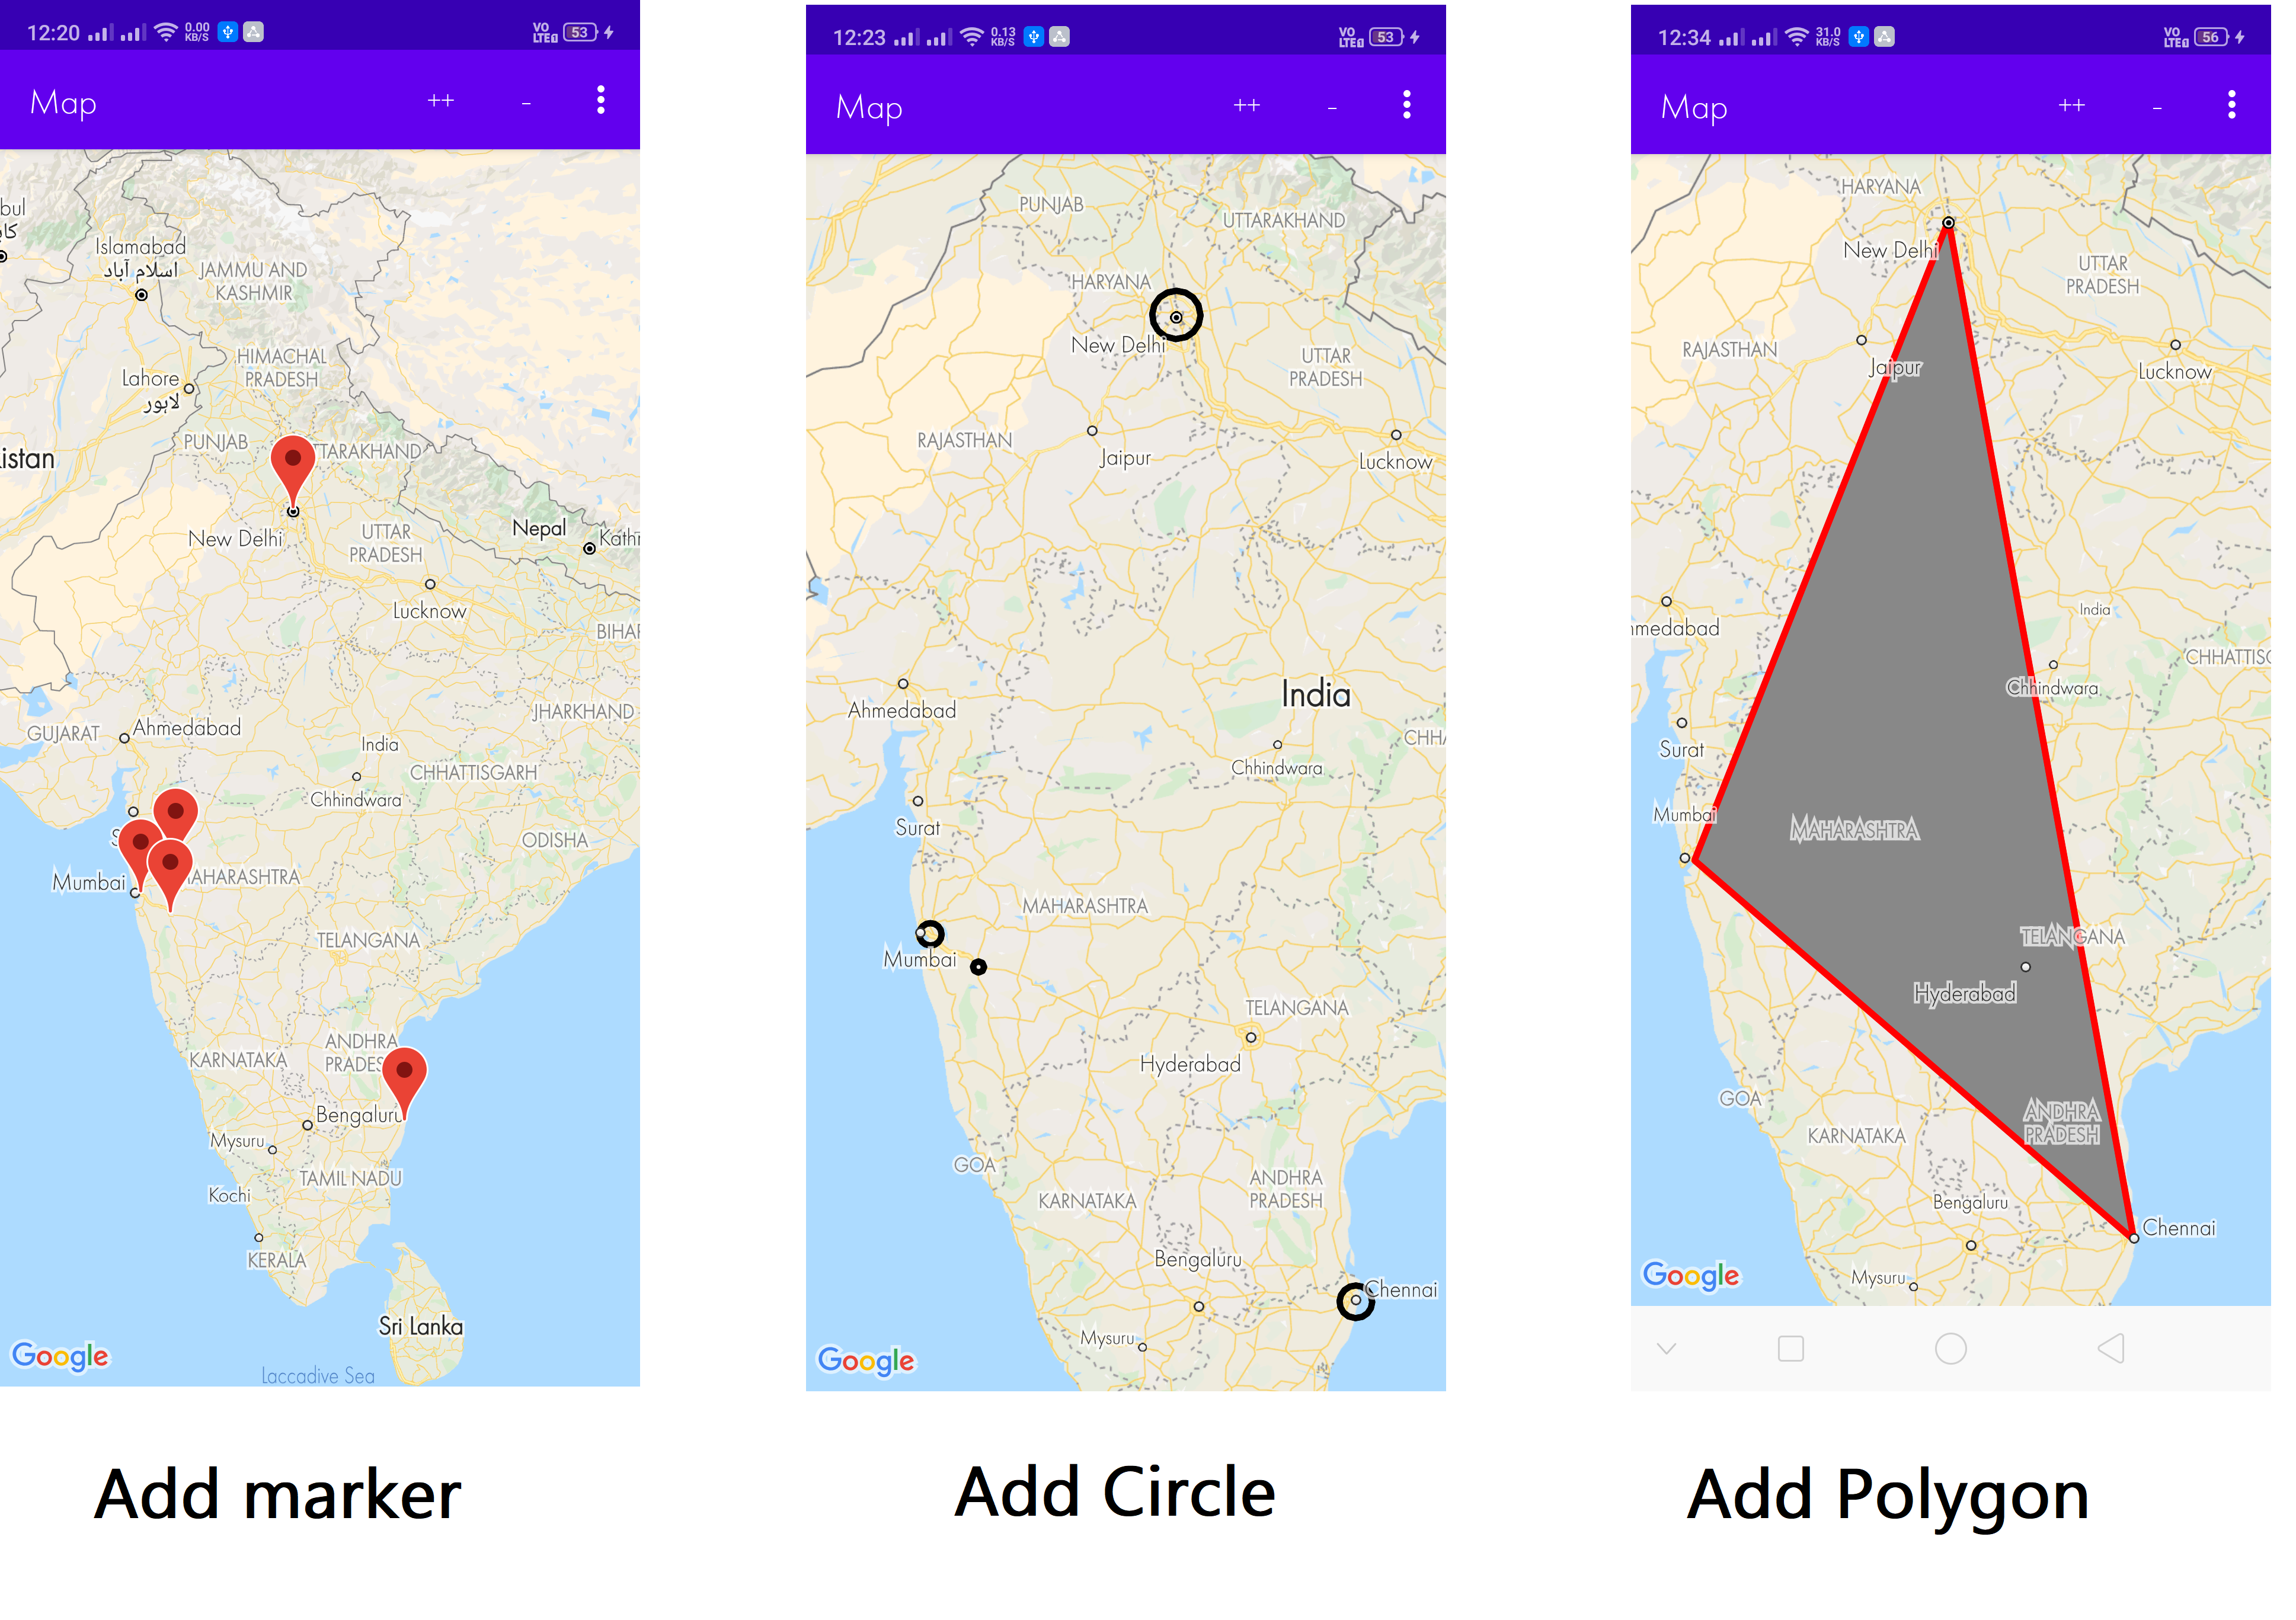 12:20 0.00 KB/S VO LTE 53
Map ++ -
bul
کا
Islamabad
اسلام آباد
JAMMU AND
KASHMIR
HIMACHAL
PRADESH
Lahore
لاہور
PUNJAB
TTARAKHAND
istan
New Delhi
UTTAR
PRADESH
Nepal
Kath
Lucknow
BIHAR
JHARKHAND
GUJARAT
Ahmedabad
India
CHHATTISGARH
Chhindwara
S
ODISHA
Mumbai
AHARASHTRA
TELANGANA
ANDHRA
PRADES
KARNATAKA
Bengaluru
Mysuru
TAMIL NADU
Kochi
KERALA
Sri Lanka
Google
Laccadive Sea
Add marker
12:23 0.13 KB/S VO LTE 53
Map ++ -
PUNJAB
UTTARAKHAND
HARYANA
New Delhi
UTTAR
PRADESH
RAJASTHAN
Jaipur
Lucknow
India
Ahmedabad
CHHA
Chhindwara
Surat
MAHARASHTRA
Mumbai
TELANGANA
Hyderabad
GOA
ANDHRA
PRADESH
KARNATAKA
Bengaluru
Chennai
Mysuru
Google
Add Circle
12:34 31.0 KB/S VO LTE 56
Map ++ -
HARYANA
New Delhi
UTTAR
PRADESH
RAJASTHAN
Jaipur
Lucknow
India
hmedabad
CHHATTISG
Chhindwara
Surat
Mumbai
MAHARASHTRA
TELANGANA
Hyderabad
GOA
ANDHRA
PRADESH
KARNATAKA
Bengaluru
Chennai
Mysuru
Google
Add Polygon